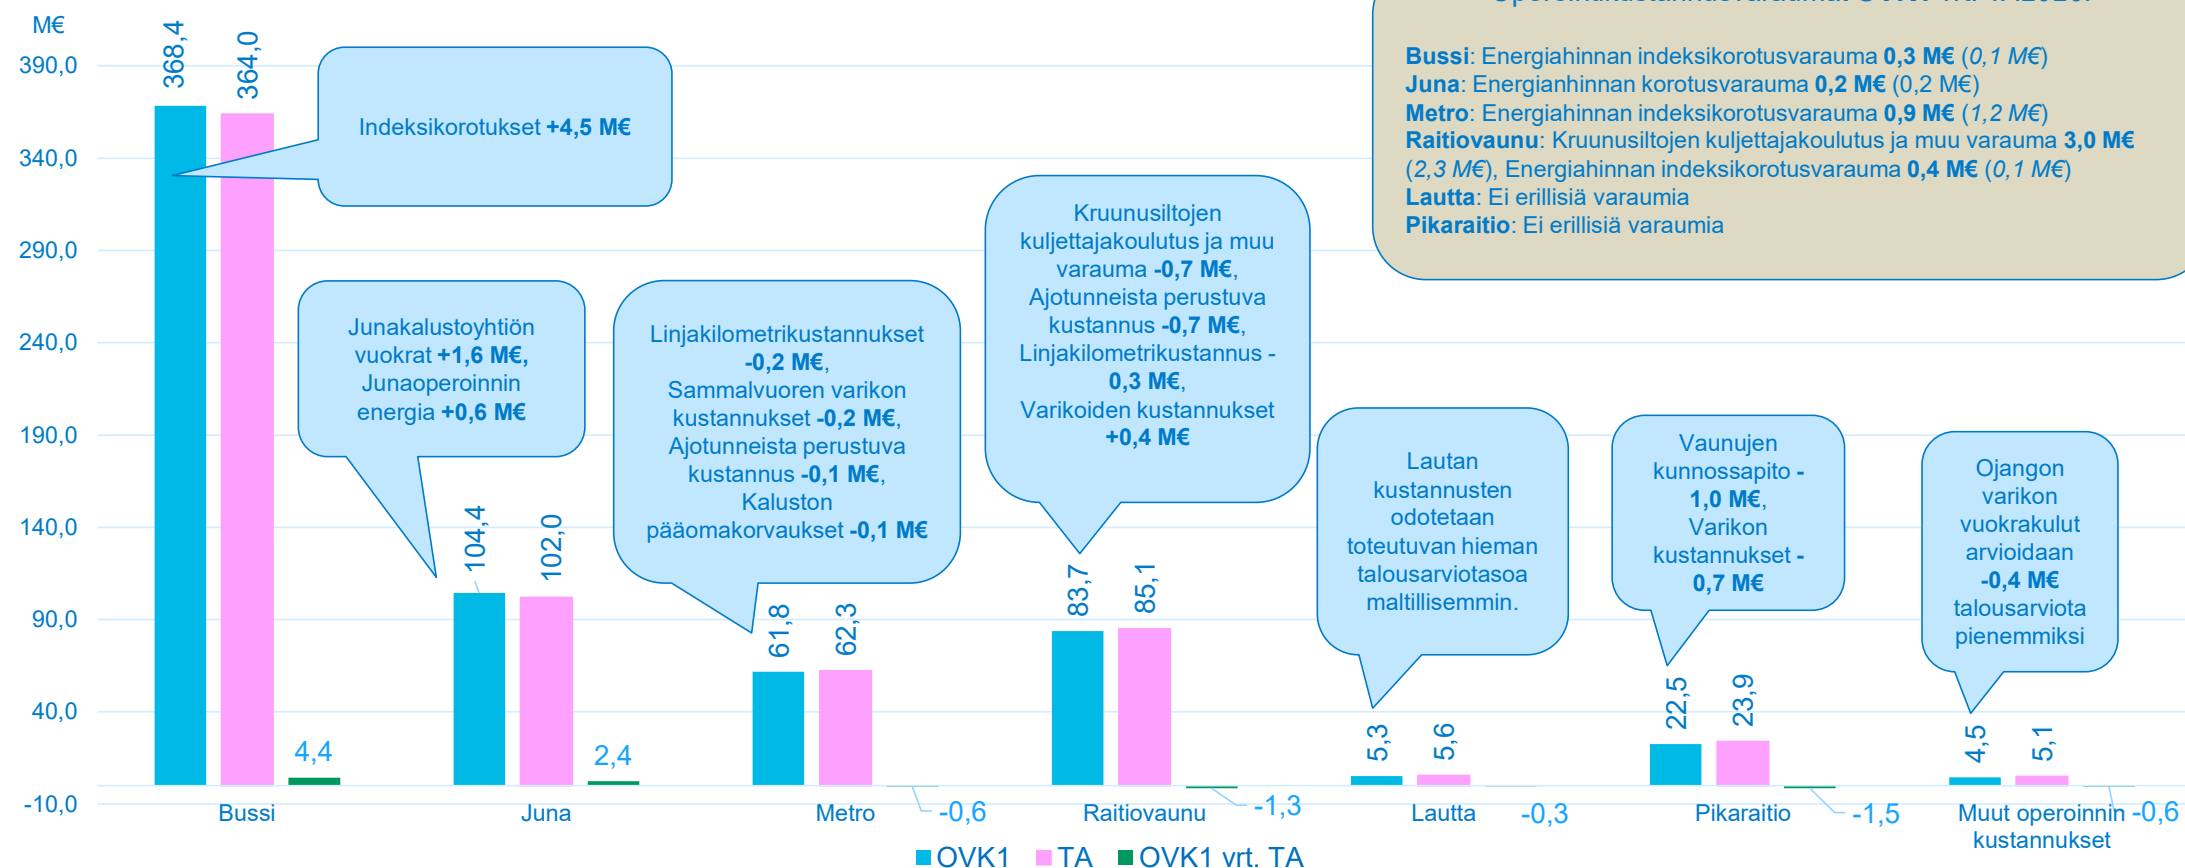 M€
390,0
340,0
290,0
240,0
190,0
140,0
90,0
40,0
-10,0
368,4
364,0
4,4
Indeksikorotukset +4,5 M€
Bussi: Energiahinnan indeksikorotusvarauma 0,3 M€ (0,1 M€)
Juna: Energianhinnan korotusvarauma 0,2 M€ (0,2 M€)
Metro: Energiahinnan indeksikorotusvarauma 0,9 M€ (1,2 M€)
Raitiovaunu: Kruunusiltojen kuljettajakoulutus ja muu varauma 3,0 M€
(2,3 M€), Energiahinnan indeksikorotusvarauma 0,4 M€ (0,1 M€)
Lautta: Ei erillisiä varaumia
Pikaraitio: Ei erillisiä varaumia
Junakalustoyhtiön
vuokrat +1,6 M€,
Junaoperoinnin
energia +0,6 M€
104,4
102,0
2,4
Linjakilometrikustannukset
-0,2 M€,
Sammalvuoren varikon
kustannukset -0,2 M€,
Ajotunneista perustuva
kustannus -0,1 M€,
Kaluston
pääomakorvaukset -0,1 M€
61,8
62,3
-0,6
Kruunusiltojen
kuljettajakoulutus ja muu
varauma -0,7 M€,
Ajotunneista perustuva
kustannus -0,7 M€,
Linjakilometrikustannus -
0,3 M€,
Varikoiden kustannukset
+0,4 M€
83,7
85,1
-1,3
Lautan
kustannusten
odotetaan
toteutuvan hieman
talousarviotasoa
maltillisemmin.
5,3
5,6
-0,3
Vaunujen
kunnossapito -
1,0 M€,
Varikon
kustannukset -
0,7 M€
22,5
23,9
-1,5
Ojangon
varikon
vuokrakulut
arvioidaan
-0,4 M€
talousarviota
pienemmiksi
4,5
5,1
-0,6
Bussi
Juna
Metro
Raitiovaunu
Lautta
Pikaraitio
Muut operoinnin
kustannukset
OVK1
TA
OVK1 vrt. TA